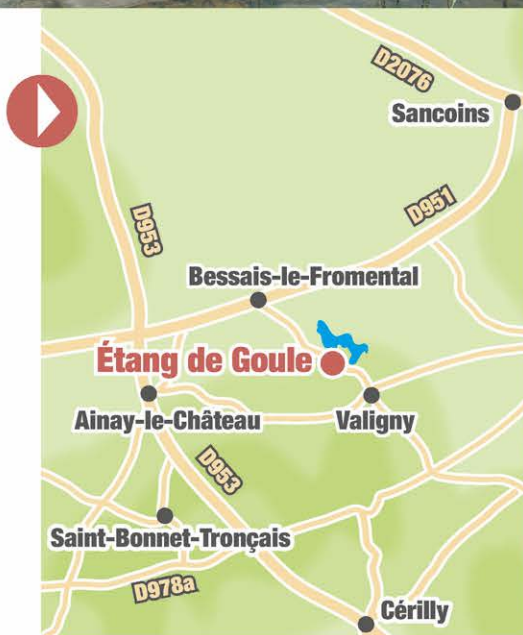 D2076
Sancoins
D953
D951
Bessais-le-Fromental
Étang de Goule
Ainay-le-Château
Valigny
D953
Saint-Bonnet-Tronçais
D978a
Cérilly